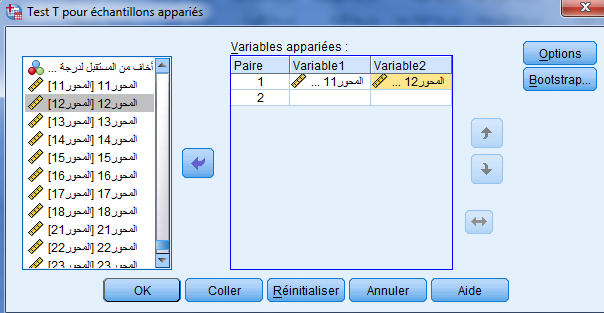 Test T pour échantillons appariés
Variables appariées :
Paire Variable1 Variable2
1 المحور11 ... المحور12 ...
2
أخاف من المستقبل لدرجة ...
المحور11 [المحور11]
المحور12 [المحور12]
المحور13 [المحور13]
المحور14 [المحور14]
المحور15 [المحور15]
المحور16 [المحور16]
المحور17 [المحور17]
المحور18 [المحور18]
المحور21 [المحور21]
المحور22 [المحور22]
المحور23 [المحور23]
Options
Bootstrap...
OK Coller Réinitialiser Annuler Aide